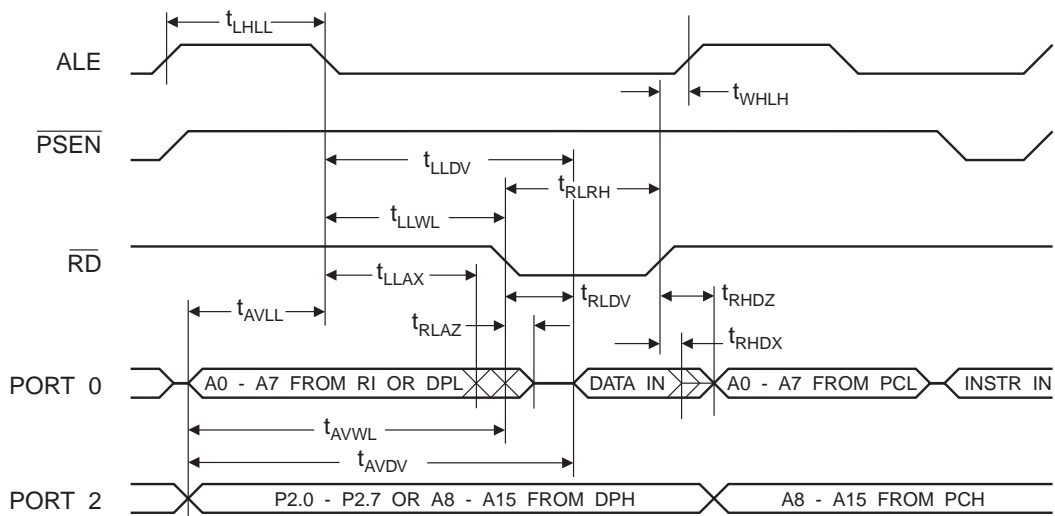 tLHLL
ALE
tWHLH
PSEN
tLLDV
tRLRH
tLLWL
RD
tLLAX
tRLDV
tRHDZ
tAVLL
tRLAZ
tRHDX
PORT 0
A0 - A7 FROM RI OR DPL
DATA IN
A0 - A7 FROM PCL
INSTR IN
tAVWL
tAVDV
PORT 2
P2.0 - P2.7 OR A8 - A15 FROM DPH
A8 - A15 FROM PCH